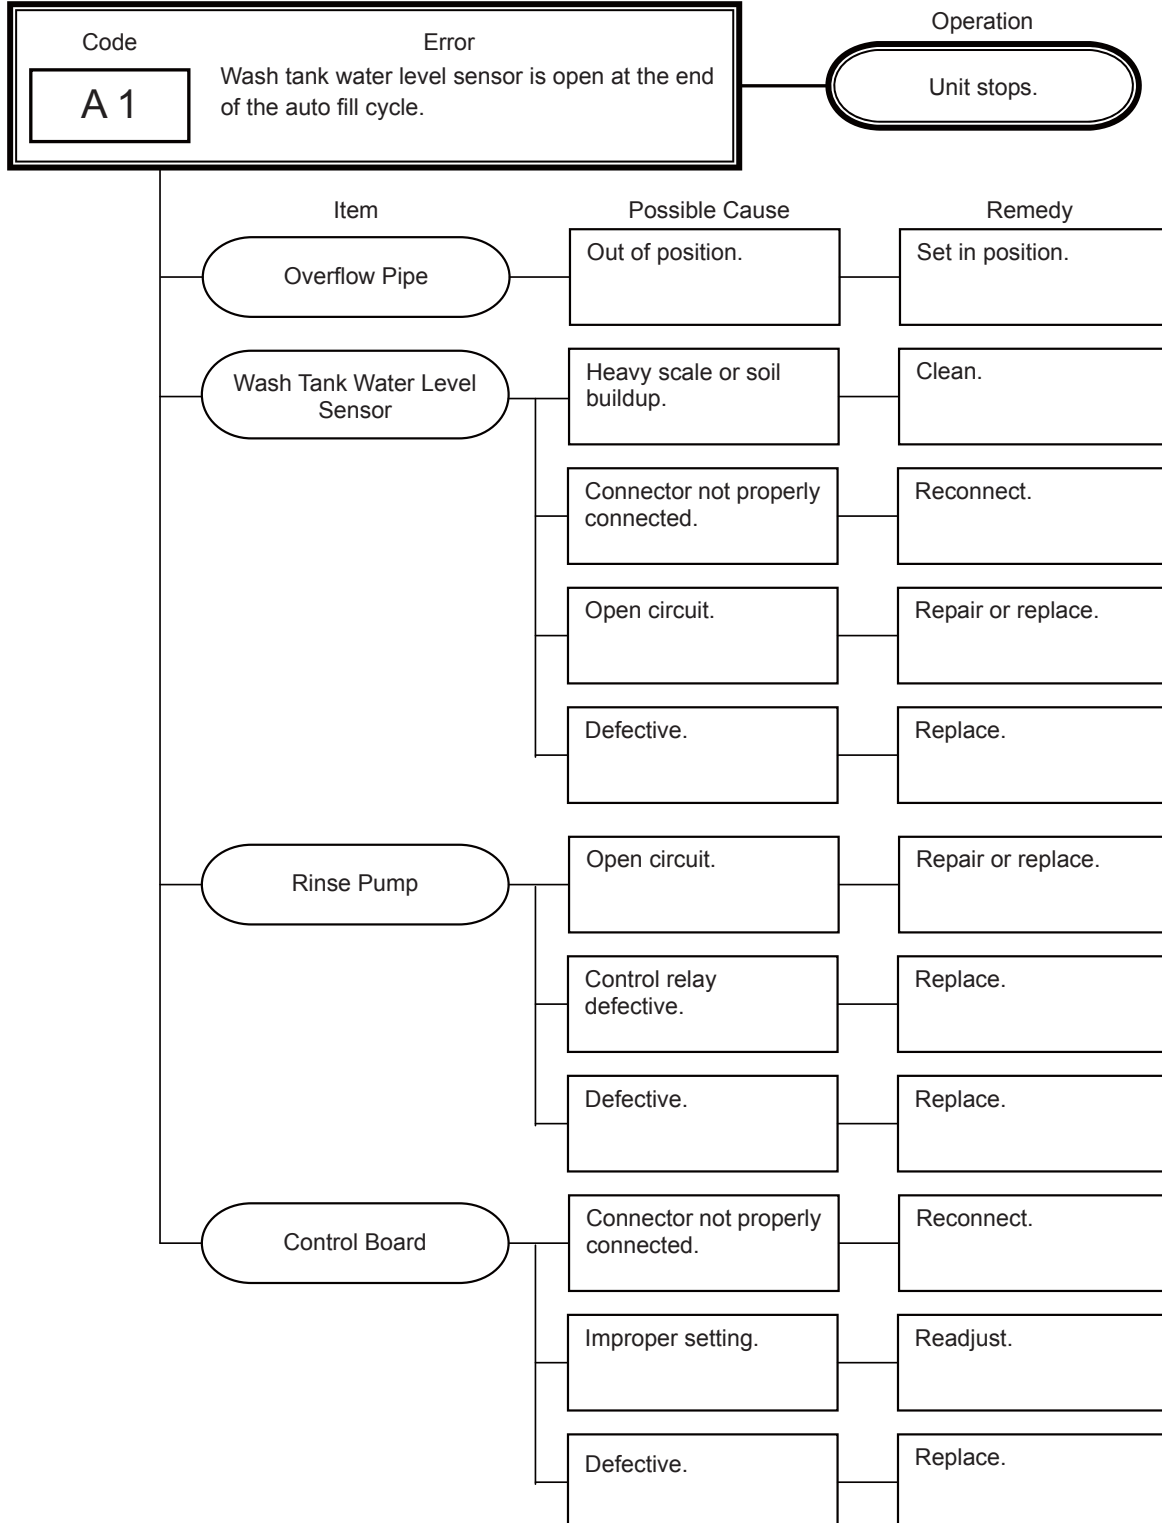 Code
Error
Operation
A 1
Wash tank water level sensor is open at the end
of the auto fill cycle.
Unit stops.
Item
Possible Cause
Remedy
Overflow Pipe
Out of position.
Set in position.
Wash Tank Water Level
Sensor
Heavy scale or soil
buildup.
Clean.
Connector not properly
connected.
Reconnect.
Open circuit.
Repair or replace.
Defective.
Replace.
Rinse Pump
Open circuit.
Repair or replace.
Control relay
defective.
Replace.
Defective.
Replace.
Control Board
Connector not properly
connected.
Reconnect.
Improper setting.
Readjust.
Defective.
Replace.